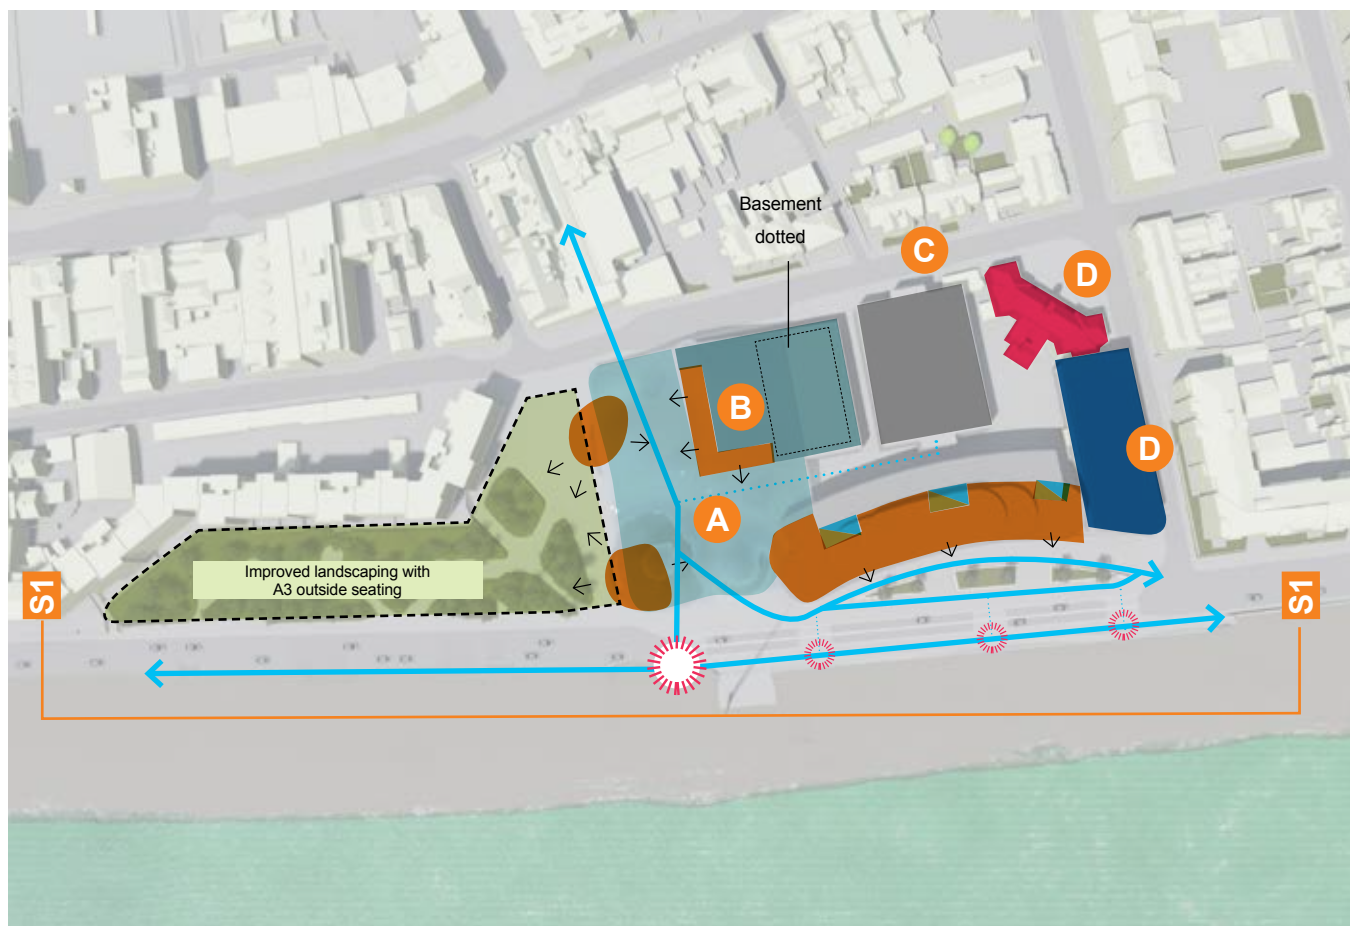 Basement
dotted
C
D
B
D
A
Improved landscaping with
A3 outside seating
S1
S1